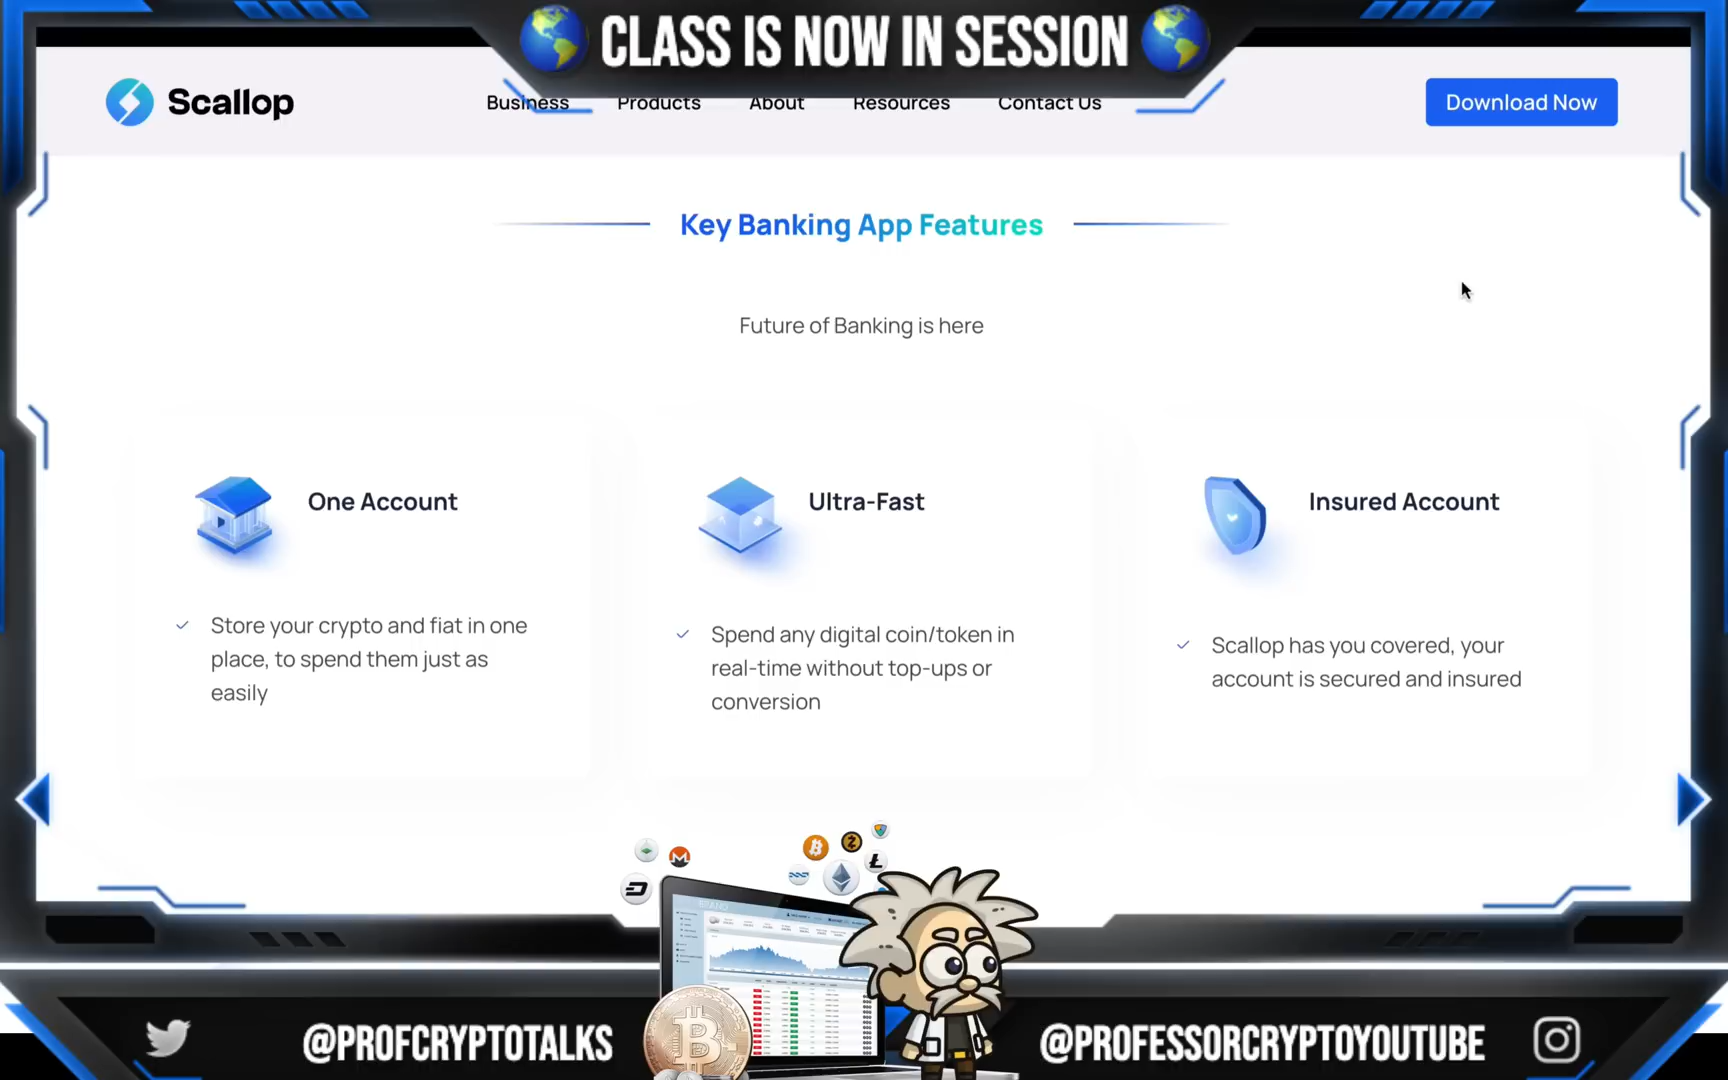 CLASS IS NOW IN SESSION
Scallop
Business
Products
About
Resources
Contact Us
Download Now
Key Banking App Features
Future of Banking is here
One Account
Store your crypto and fiat in one
place, to spend them just as
easily
Ultra-Fast
Spend any digital coin/token in
real-time without top-ups or
conversion
Insured Account
Scallop has you covered, your
account is secured and insured
@PROFCRYPTOTALKS
@PROFESSORCRYPTOYOUTUBE